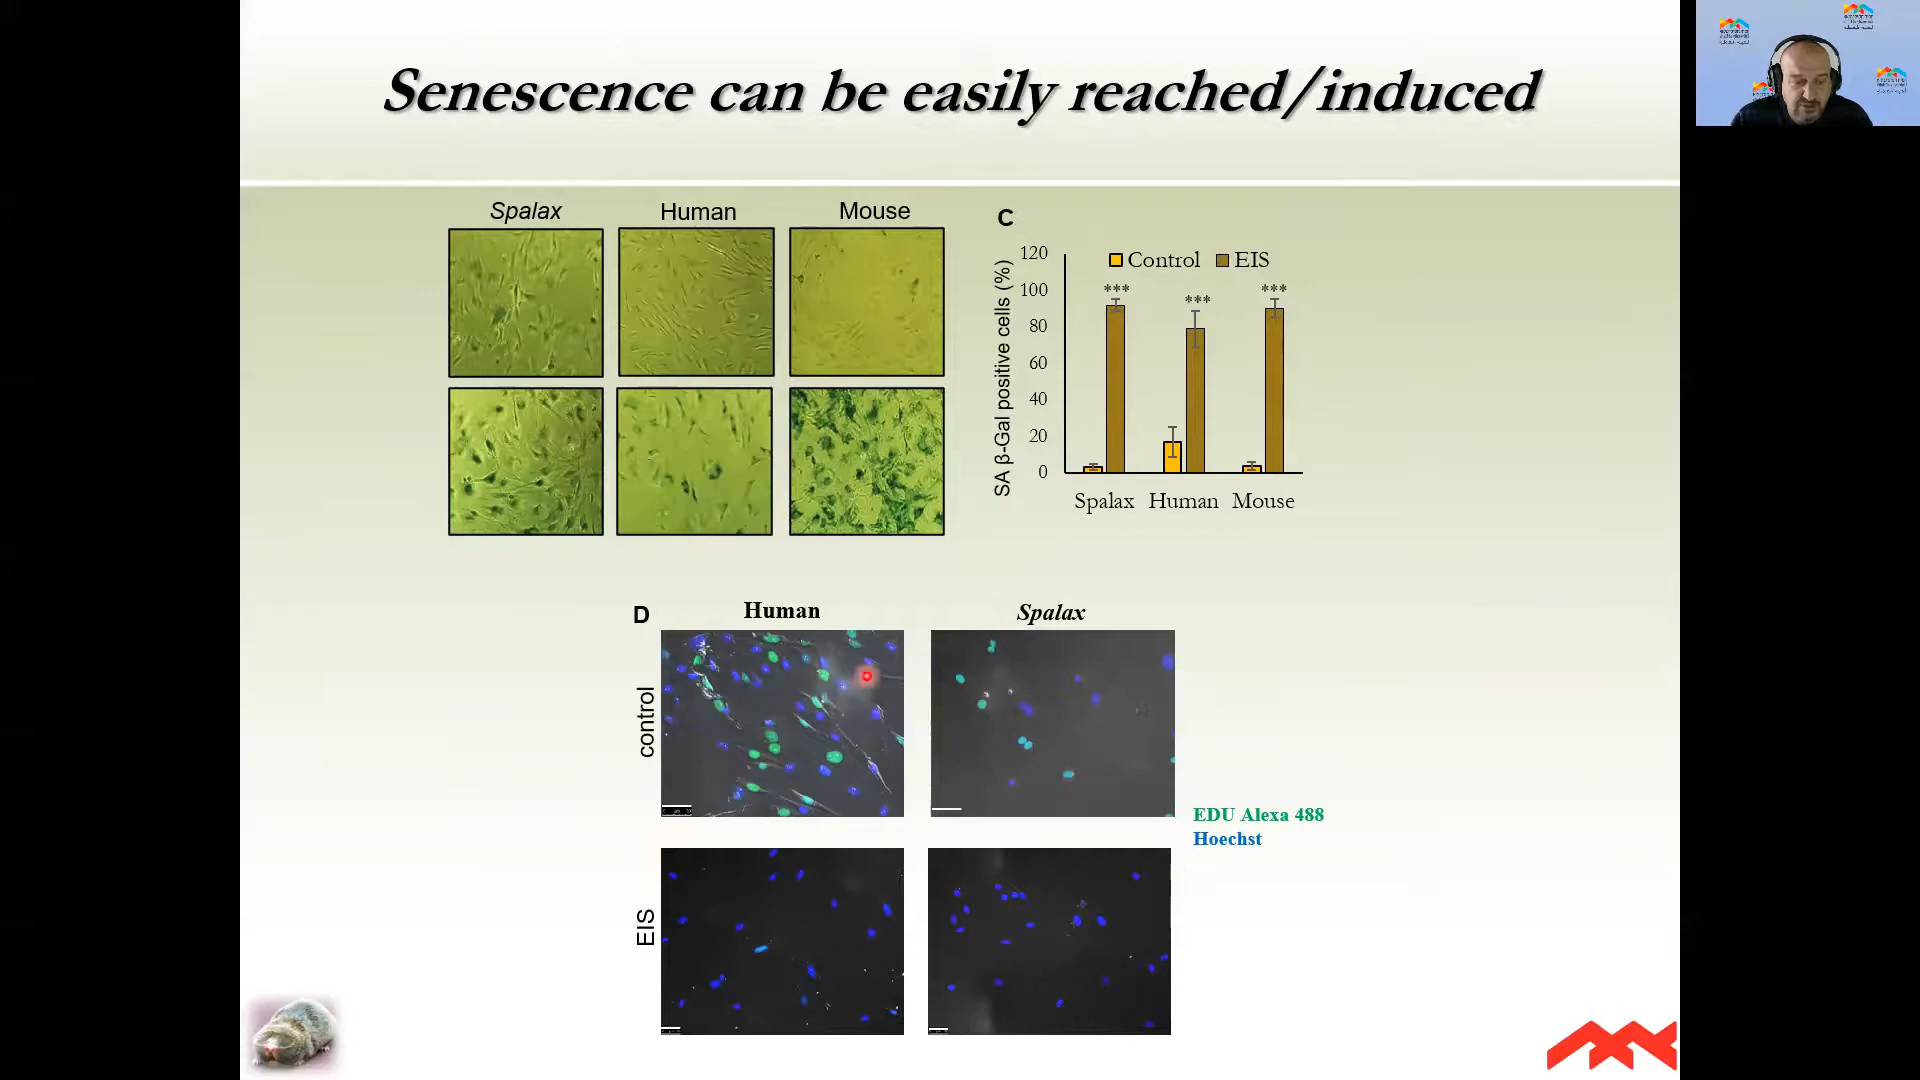 Senescence can be easily reached/induced
Spalax
Human
Mouse
C
SA β-Gal positive cells (%)
120
100
80
60
40
20
0
Control
EIS
***
***
***
Spalax
Human
Mouse
D
Human
Spalax
control
EIS
EDU Alexa 488
Hoechst